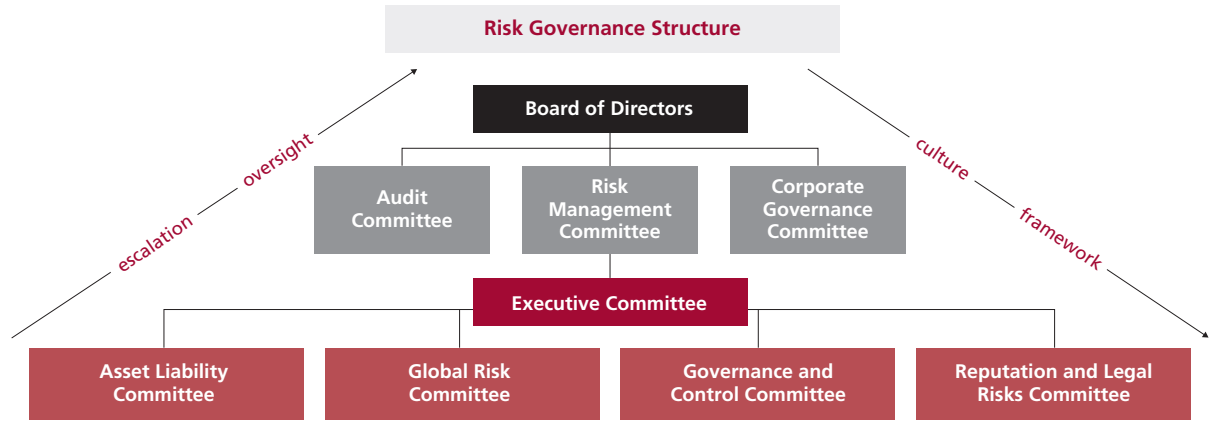 Risk Governance Structure
Board of Directors
oversight
escalation
culture
framework
Audit
Committee
Risk
Management
Committee
Corporate
Governance
Committee
Executive Committee
Asset Liability
Committee
Global Risk
Committee
Governance and
Control Committee
Reputation and Legal
Risks Committee